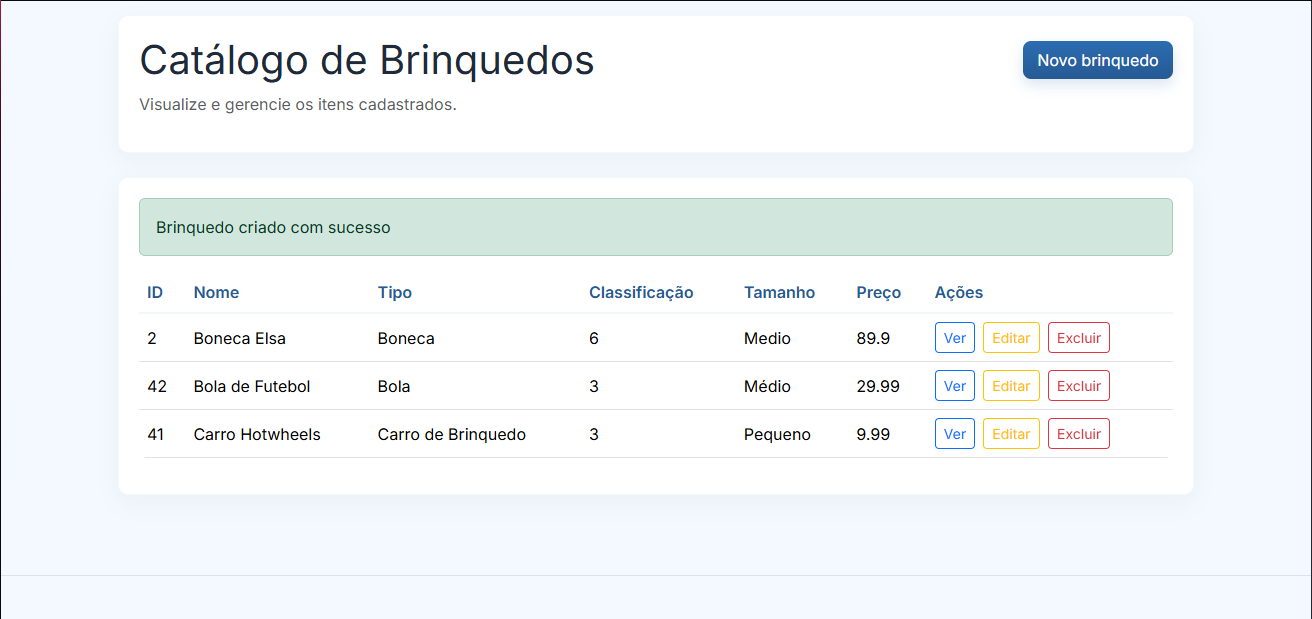 Catálogo de Brinquedos
Novo brinquedo
Visualize e gerencie os itens cadastrados.
Brinquedo criado com sucesso
ID Nome Tipo Classificação Tamanho Preço Ações
2 Boneca Elsa Boneca 6 Medio 89.9 Ver Editar Excluir
42 Bola de Futebol Bola 3 Médio 29.99 Ver Editar Excluir
41 Carro Hotwheels Carro de Brinquedo 3 Pequeno 9.99 Ver Editar Excluir